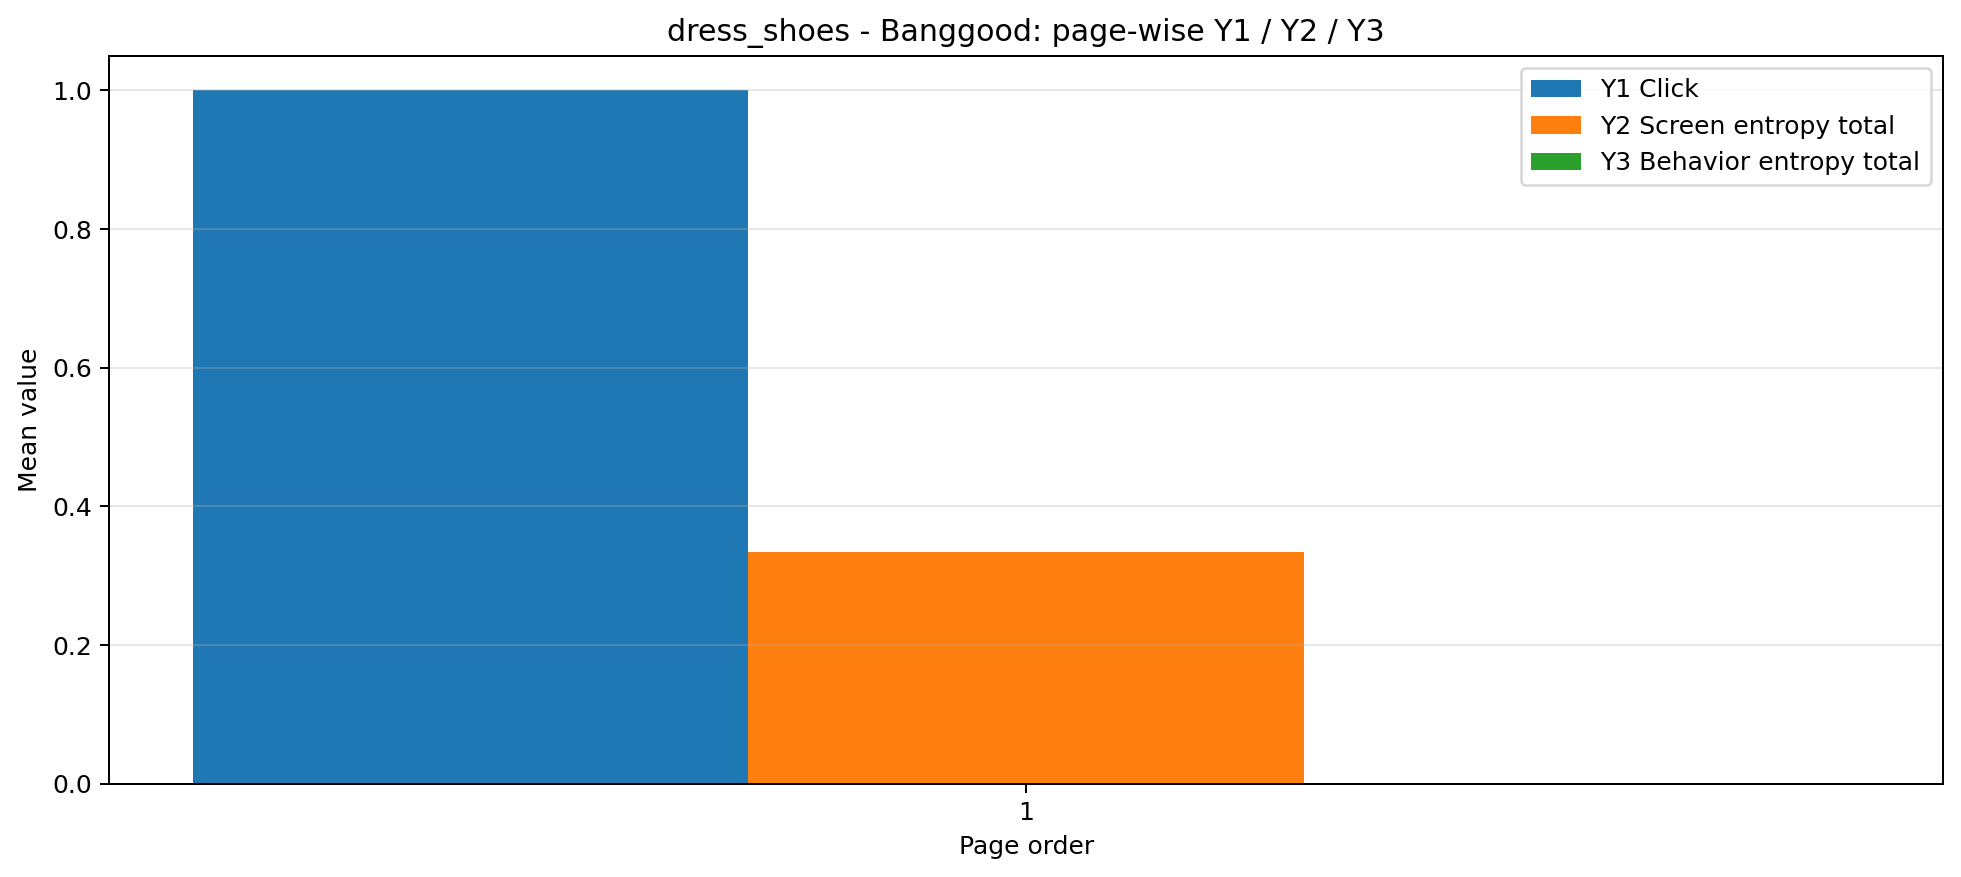 dress_shoes - Banggood: page-wise Y1 / Y2 / Y3
Y1 Click
Y2 Screen entropy total
Y3 Behavior entropy total
Mean value
1.0
0.8
0.6
0.4
0.2
0.0
1
Page order